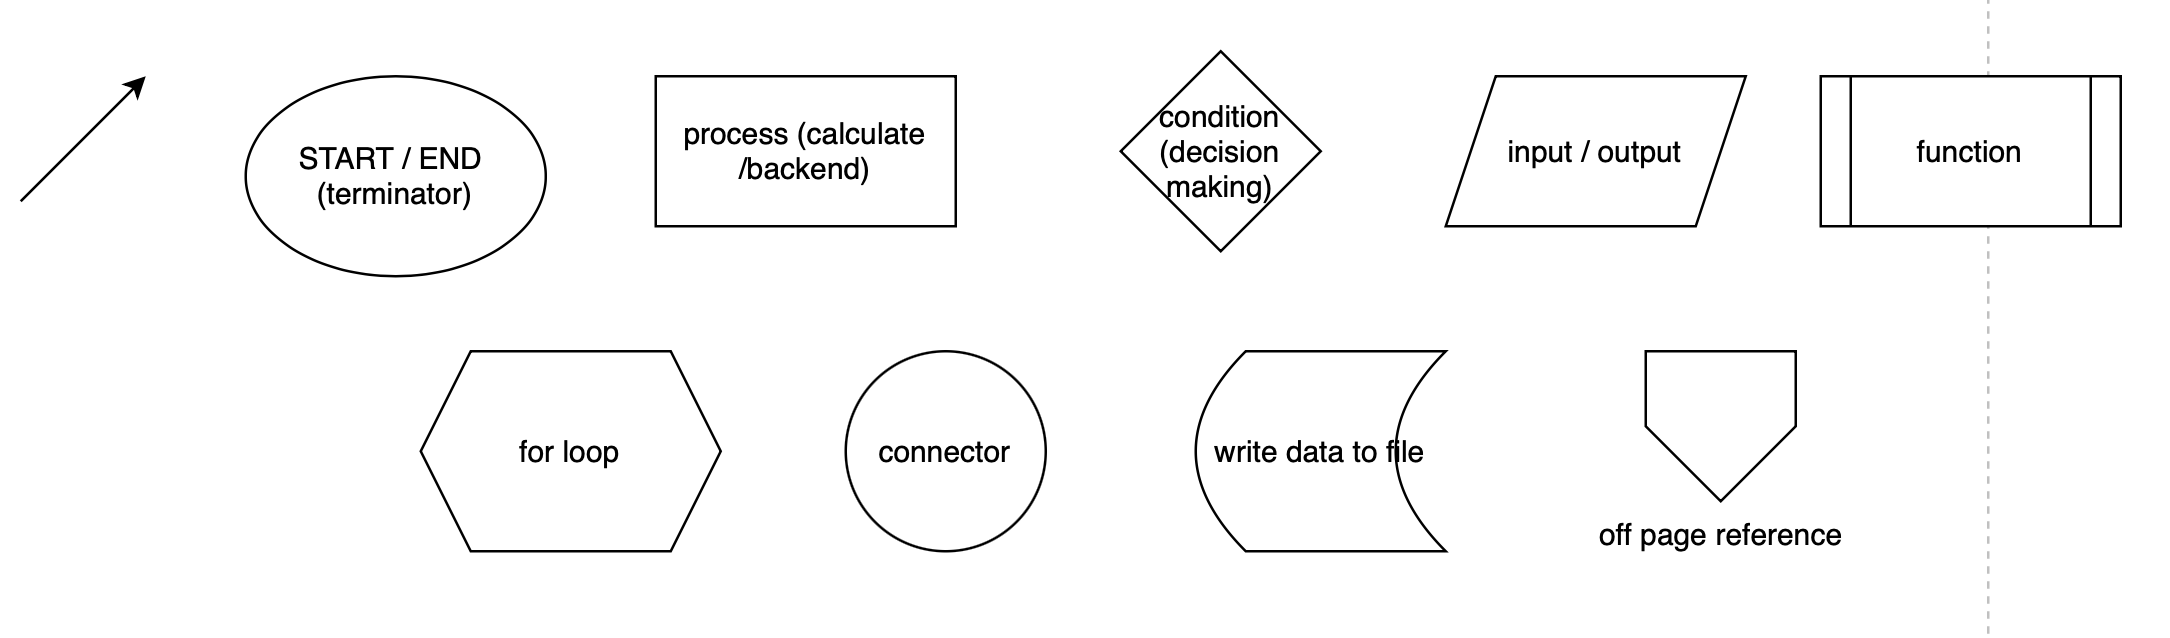 START / END
(terminator)
process (calculate
/backend)
condition
(decision
making)
input / output
function
for loop
connector
write data to file
off page reference